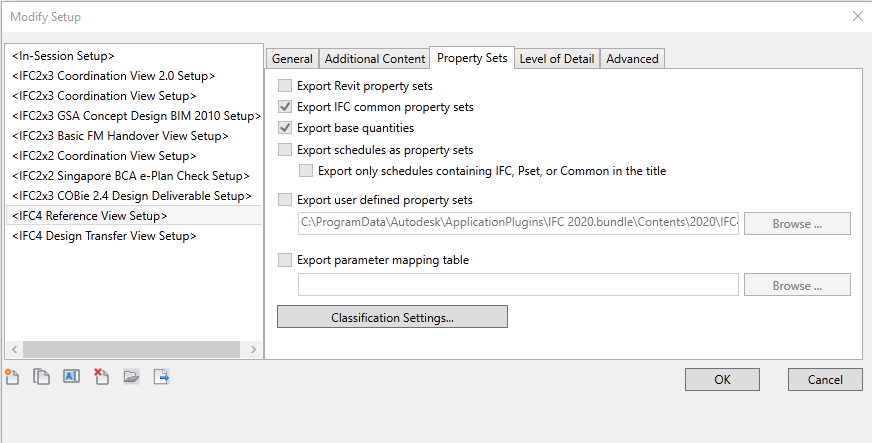 Modify Setup
<In-Session Setup>
<IFC2x3 Coordination View 2.0 Setup>
<IFC2x3 Coordination View Setup>
<IFC2x3 GSA Concept Design BIM 2010 Setup>
<IFC2x3 Basic FM Handover View Setup>
<IFC2x2 Coordination View Setup>
<IFC2x2 Singapore BCA e-Plan Check Setup>
<IFC2x3 COBie 2.4 Design Deliverable Setup>
<IFC4 Reference View Setup>
<IFC4 Design Transfer View Setup>
General Additional Content Property Sets Level of Detail Advanced
Export Revit property sets
Export IFC common property sets
Export base quantities
Export schedules as property sets
Export only schedules containing IFC, Pset, or Common in the title
Export user defined property sets
C:\ProgramData\Autodesk\ApplicationPlugins\IFC 2020.bundle\Contents\2020\IFC Browse ...
Export parameter mapping table
Browse ...
Classification Settings...
OK Cancel